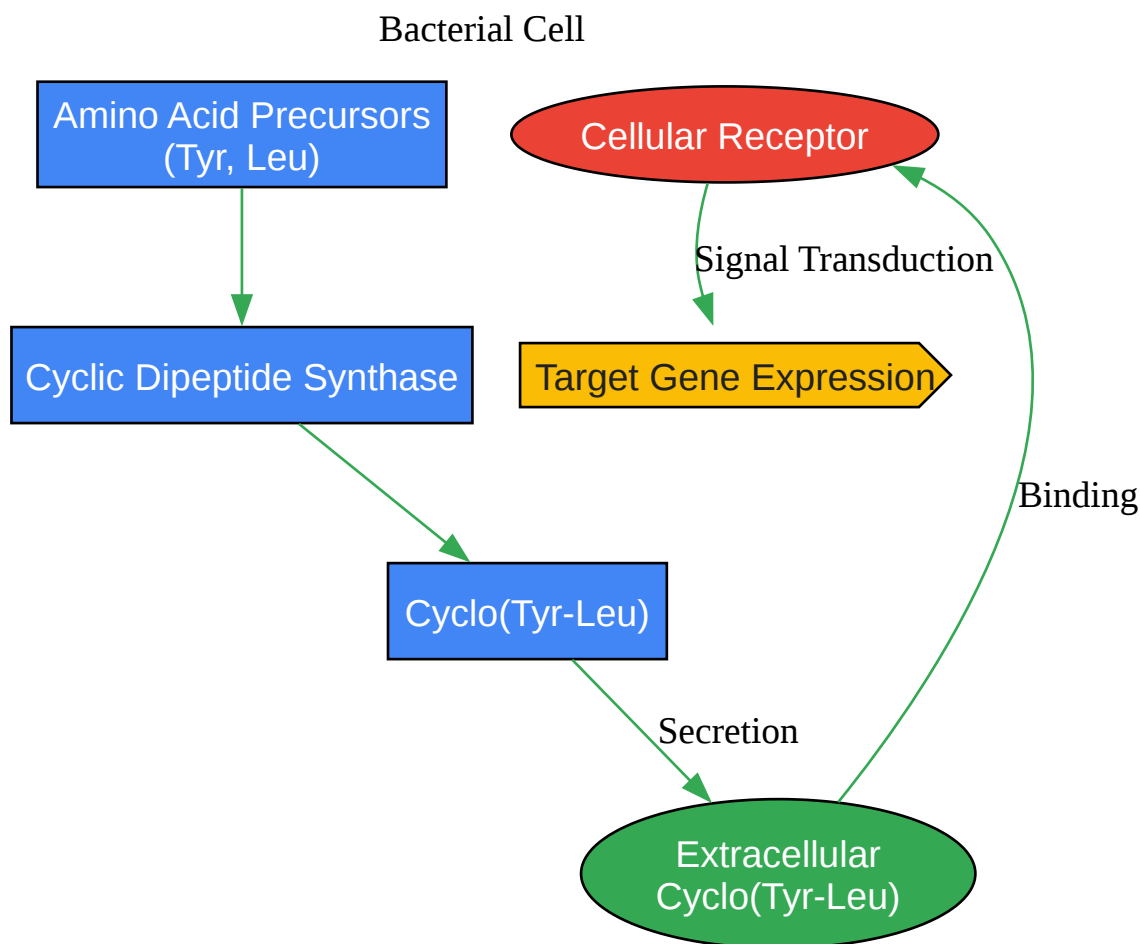 Bacterial Cell
Amino Acid Precursors
(Tyr, Leu)
Cellular Receptor
Signal Transduction
Cyclic Dipeptide Synthase
Target Gene Expression
Binding
Cyclo(Tyr-Leu)
Secretion
Extracellular
Cyclo(Tyr-Leu)